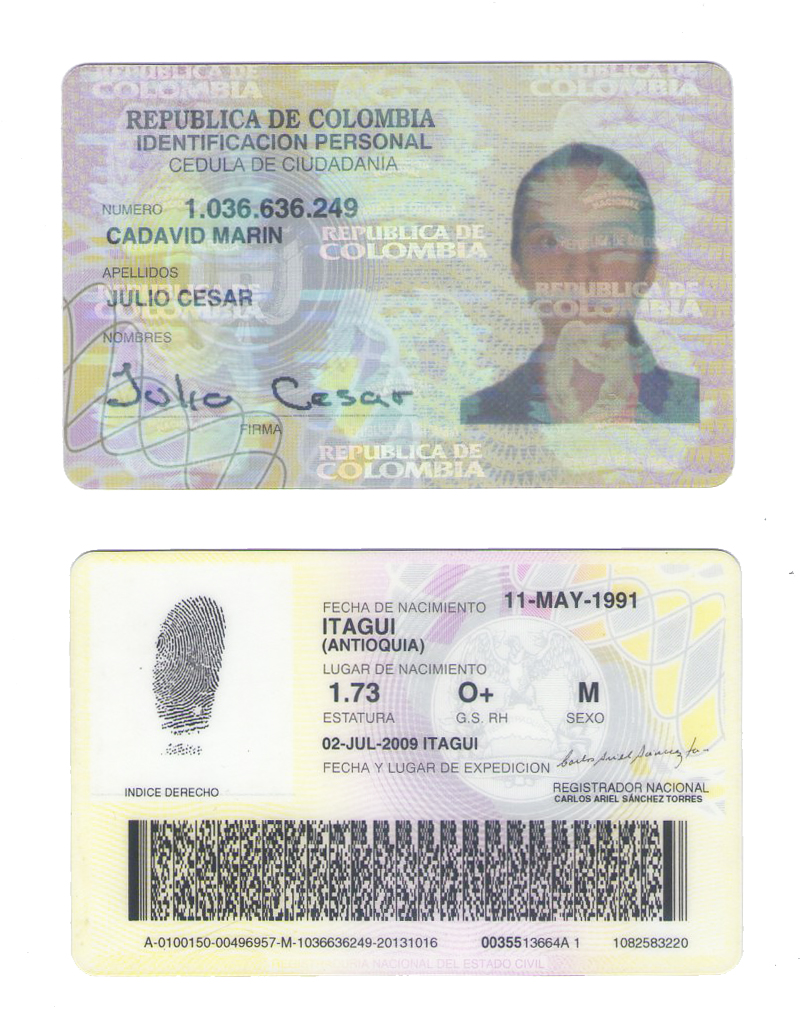 REPUBLICA DE COLOMBIA
IDENTIFICACION PERSONAL
CEDULA DE CIUDADANIA
NUMERO 1.036.636.249
CADAVID MARIN
APELLIDOS
JULIO CESAR
NOMBRES
Julio Cesar
FIRMA
REPUBLICA DE COLOMBIA
REPUBLICA DE COLOMBIA
REPUBLICA DE COLOMBIA
REPUBLICA DE COLOMBIA
REPUBLICA DE COLOMBIA
FECHA DE NACIMIENTO 11-MAY-1991
ITAGUI
(ANTIOQUIA)
LUGAR DE NACIMIENTO
1.73 O+ M
ESTATURA G.S. RH SEXO
02-JUL-2009 ITAGUI
FECHA Y LUGAR DE EXPEDICION
INDICE DERECHO
REGISTRADOR NACIONAL
CARLOS ARIEL SÁNCHEZ TORRES
A-0100150-00496957-M-1036636249-20131016 0035513664A 1 1082583220
REGISTRADURIA NACIONAL DEL ESTADO CIVIL